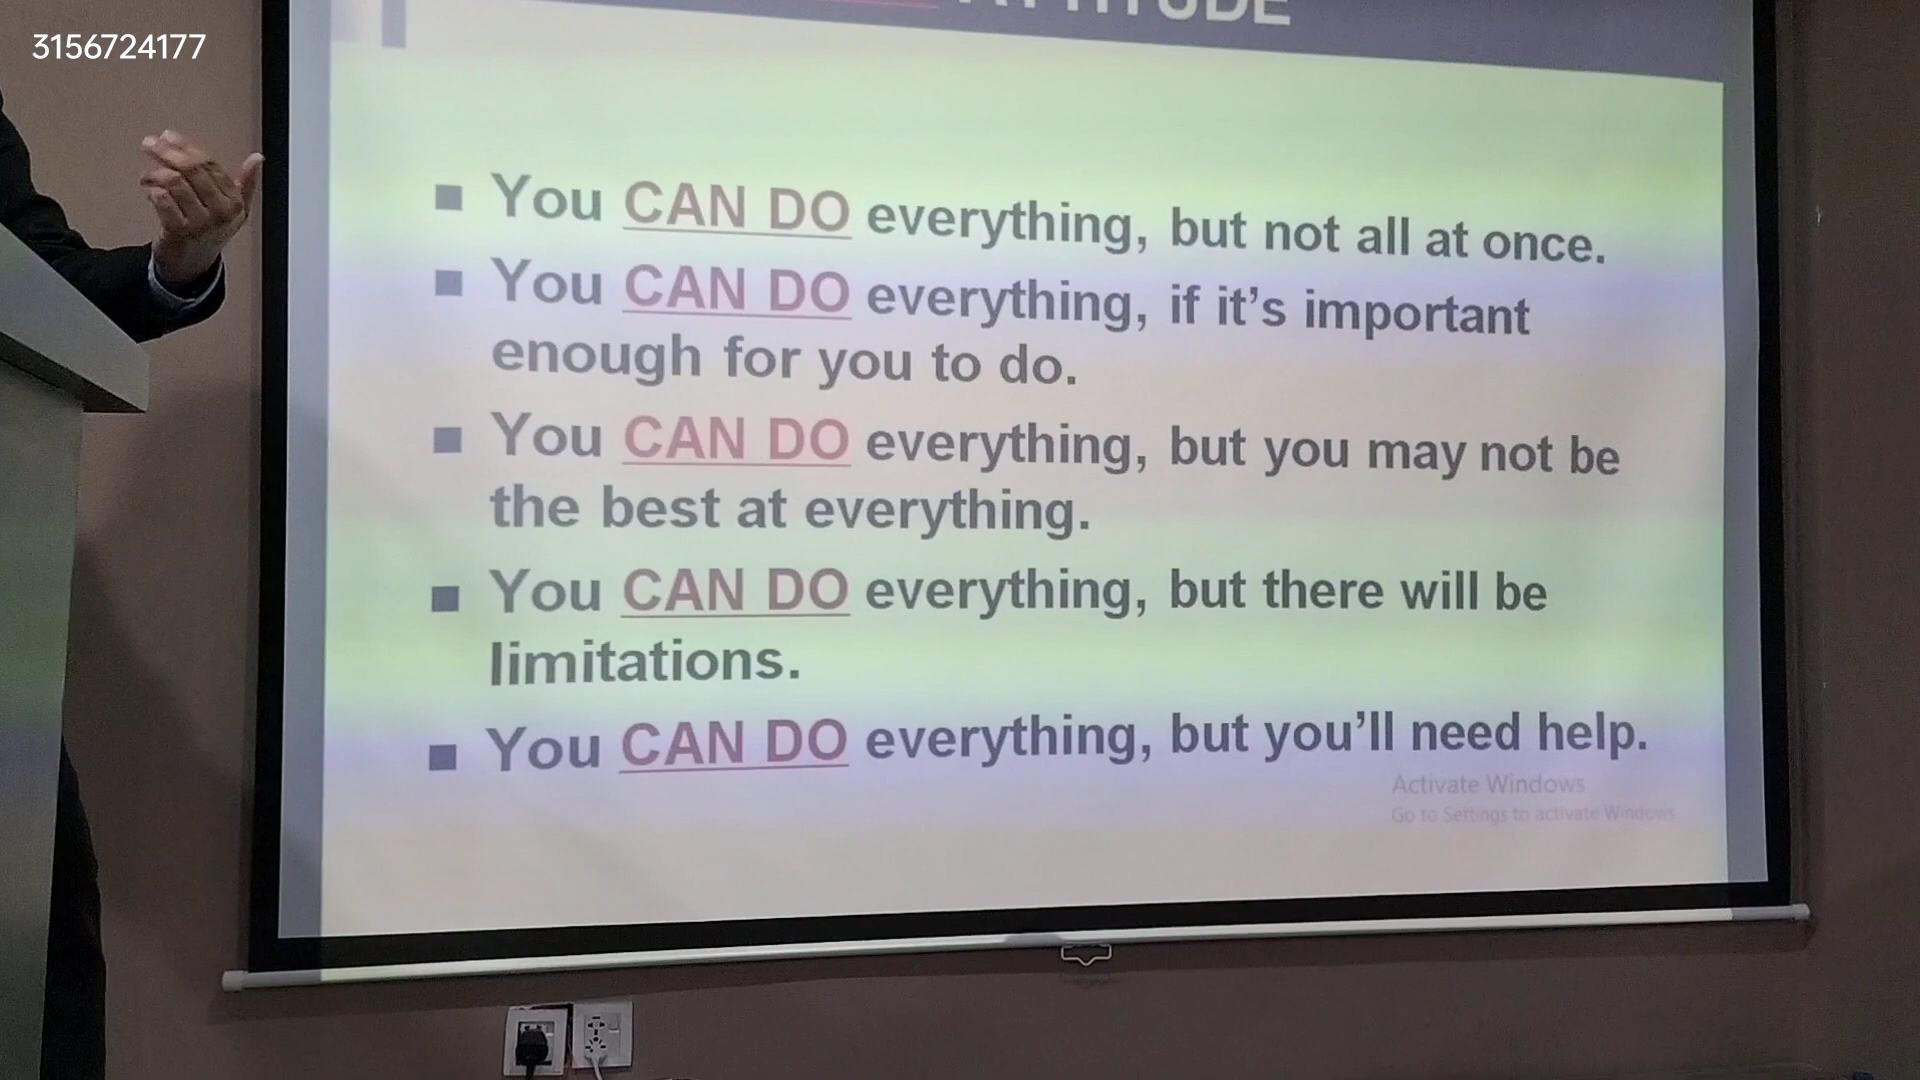 3156724177
ATTITUDE
You CAN DO everything, but not all at once.
You CAN DO everything, if it's important
enough for you to do.
You CAN DO everything, but you may not be
the best at everything.
You CAN DO everything, but there will be
limitations.
You CAN DO everything, but you'll need help.
Activate Windows
Go to Settings to activate Windows